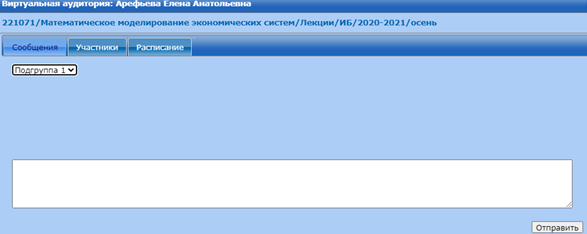 Виртуальная аудитория: Арефьева Елена Анатольевна
221071/Математическое моделирование экономических систем/Лекции/ИБ/2020-2021/осень
Сообщения Участники Расписание
Подгруппа 1
Отправить